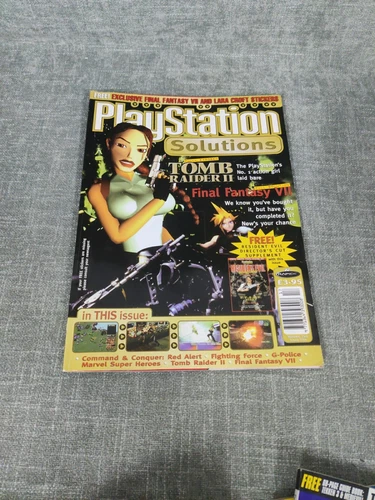 FREE! EXCLUSIVE FINAL FANTASY VII AND LARA CROFT STICKERS
PlayStation
Solutions
TOMB
RAIDER II
The PlayStation's
No. 1 action girl
laid bare
Final Fantasy VII
We know you've bought
it, but have you
completed it?
Now's your chance
FREE!
RESIDENT EVIL
DIRECTOR'S CUT
SUPPLEMENT
£3.95
in THIS issue:
Command & Conquer: Red Alert Fighting Force G-Police
Marvel Super Heroes Tomb Raider II Final Fantasy VII
FREE